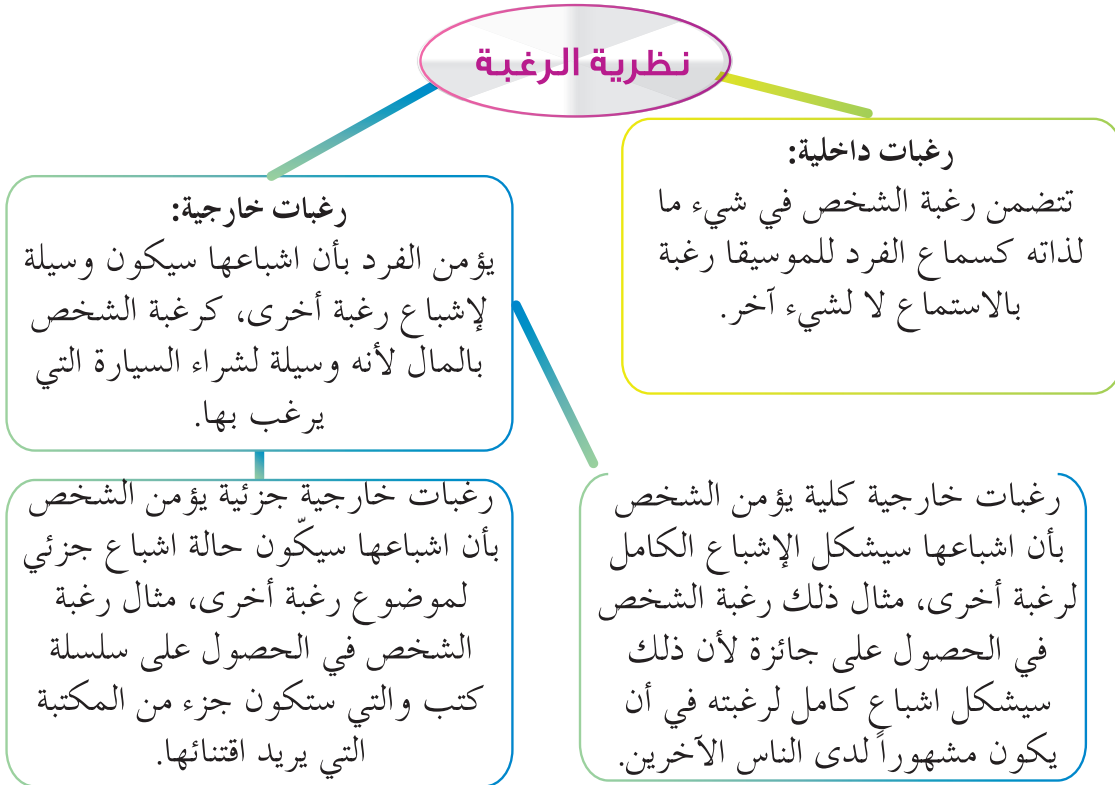 نظرية الرغبة
رغبات داخلية:
تتضمن رغبة الشخص في شيء ما
لذاته كسماع الفرد للموسيقا رغبة
بالاستماع لا لشيء آخر.
رغبات خارجية:
يؤمن الفرد بأن اشباعها سيكون وسيلة
لإشباع رغبة أخرى، كرغبة الشخص
بالمال لأنه وسيلة لشراء السيارة التي
يرغب بها.
رغبات خارجية كلية يؤمن الشخص
بأن اشباعها سيشكل الإشباع الكامل
لرغبة أخرى، مثال ذلك رغبة الشخص
في الحصول على جائزة لأن ذلك
سيشكل اشباع كامل لرغبته في أن
يكون مشهوراً لدى الناس الآخرين.
رغبات خارجية جزئية يؤمن الشخص
بأن اشباعها سيكّون حالة اشباع جزئي
لموضوع رغبة أخرى، مثال رغبة
الشخص في الحصول على سلسلة
كتب والتي ستكون جزء من المكتبة
التي يريد اقتنائها.